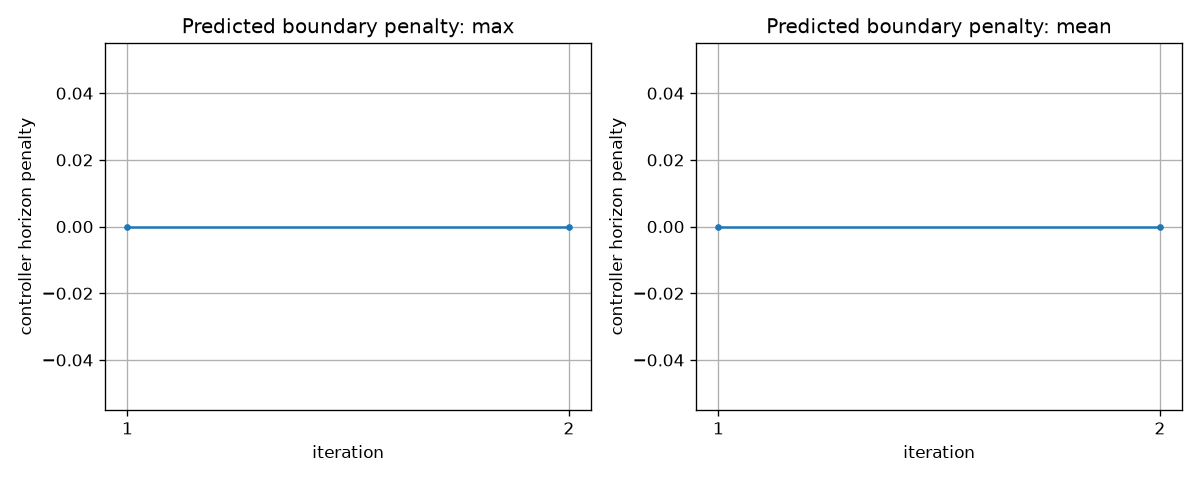 Predicted boundary penalty: max
controller horizon penalty
0.04
0.02
0.00
−0.02
−0.04
1
2
iteration
Predicted boundary penalty: mean
controller horizon penalty
0.04
0.02
0.00
−0.02
−0.04
1
2
iteration